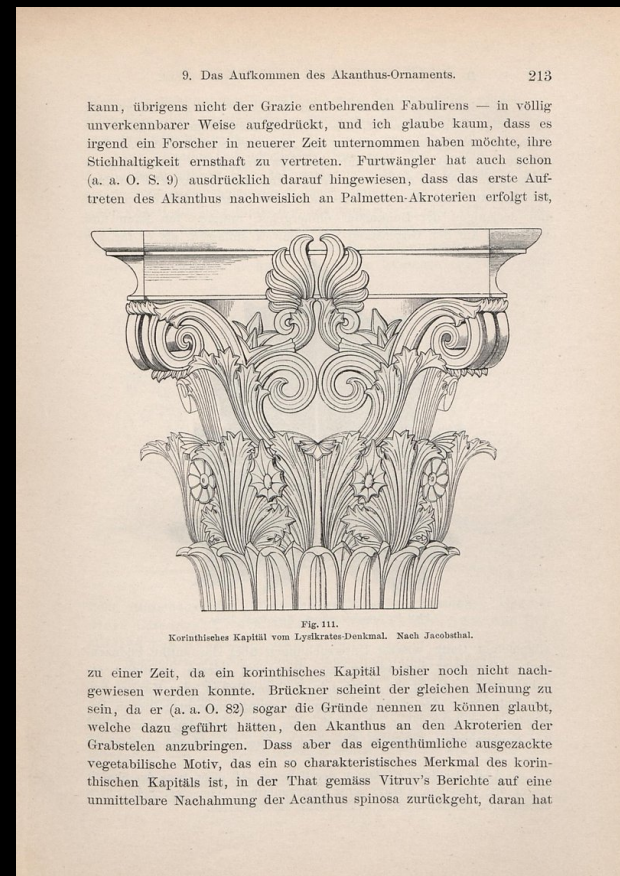 9. Das Aufkommen des Akanthus-Ornaments. 213
kann, übrigens nicht der Grazie entbehrenden Fabulirens — in völlig
unverkennbarer Weise aufgedrückt, und ich glaube kaum, dass es
irgend ein Forscher in neuerer Zeit unternommen haben möchte, ihre
Stichhaltigkeit ernsthaft zu vertreten. Furtwängler hat auch schon
(a. a. O. S. 9) ausdrücklich darauf hingewiesen, dass das erste Auf-
treten des Akanthus nachweislich an Palmetten-Akroterien erfolgt ist,
Fig. 111.
Korinthisches Kapitäl vom Lysikrates-Denkmal. Nach Jacobsthal.
zu einer Zeit, da ein korinthisches Kapitäl bisher noch nicht nach-
gewiesen werden konnte. Brückner scheint der gleichen Meinung zu
sein, da er (a. a. O. 82) sogar die Gründe nennen zu können glaubt,
welche dazu geführt hätten, den Akanthus an den Akroterien der
Grabstelen anzubringen. Dass aber das eigenthümliche ausgezackte
vegetabilische Motiv, das ein so charakteristisches Merkmal des korin-
thischen Kapitäls ist, in der That gemäss Vitruv's Berichte auf eine
unmittelbare Nachahmung der Acanthus spinosa zurückgeht, daran hat